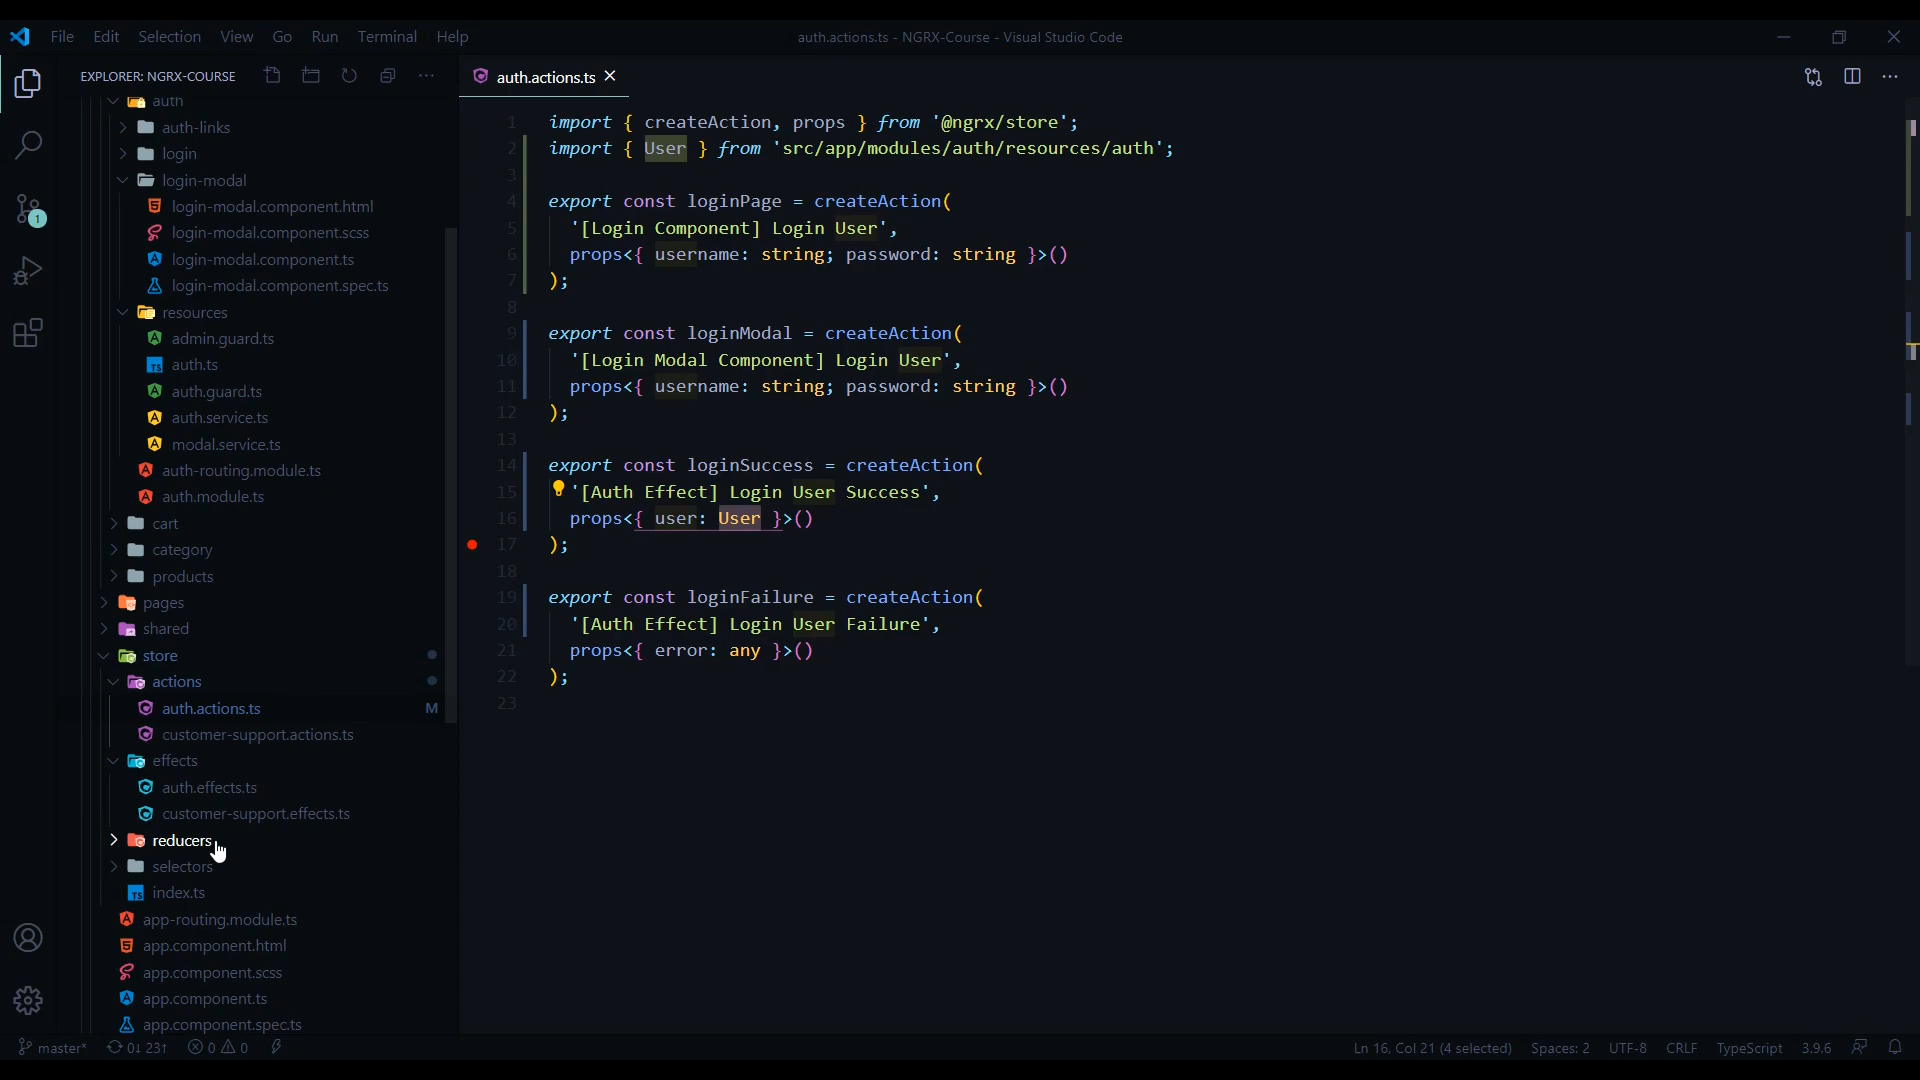 File Edit Selection View Go Run Terminal Help
auth.actions.ts - NGRX-Course - Visual Studio Code
EXPLORER: NGRX-COURSE
auth
auth-links
login
login-modal
login-modal.component.html
login-modal.component.scss
login-modal.component.ts
login-modal.component.spec.ts
resources
admin.guard.ts
TS auth.ts
auth.guard.ts
auth.service.ts
modal.service.ts
auth-routing.module.ts
auth.module.ts
cart
category
products
pages
shared
store
actions
auth.actions.ts M
customer-support.actions.ts
effects
auth.effects.ts
customer-support.effects.ts
reducers
selectors
TS index.ts
app-routing.module.ts
app.component.html
app.component.scss
app.component.ts
app.component.spec.ts
1
auth.actions.ts
1 import { createAction, props } from '@ngrx/store';
2 import { User } from 'src/app/modules/auth/resources/auth';
3
4 export const loginPage = createAction(
5 '[Login Component] Login User',
6 props<{ username: string; password: string }>()
7 );
8
9 export const loginModal = createAction(
10 '[Login Modal Component] Login User',
11 props<{ username: string; password: string }>()
12 );
13
14 export const loginSuccess = createAction(
15 '[Auth Effect] Login User Success',
16 props<{ user: User }>()
17 );
18
19 export const loginFailure = createAction(
20 '[Auth Effect] Login User Failure',
21 props<{ error: any }>()
22 );
23
master* 0↓ 23↑ 0 0
Ln 16, Col 21 (4 selected) Spaces: 2 UTF-8 CRLF TypeScript 3.9.6